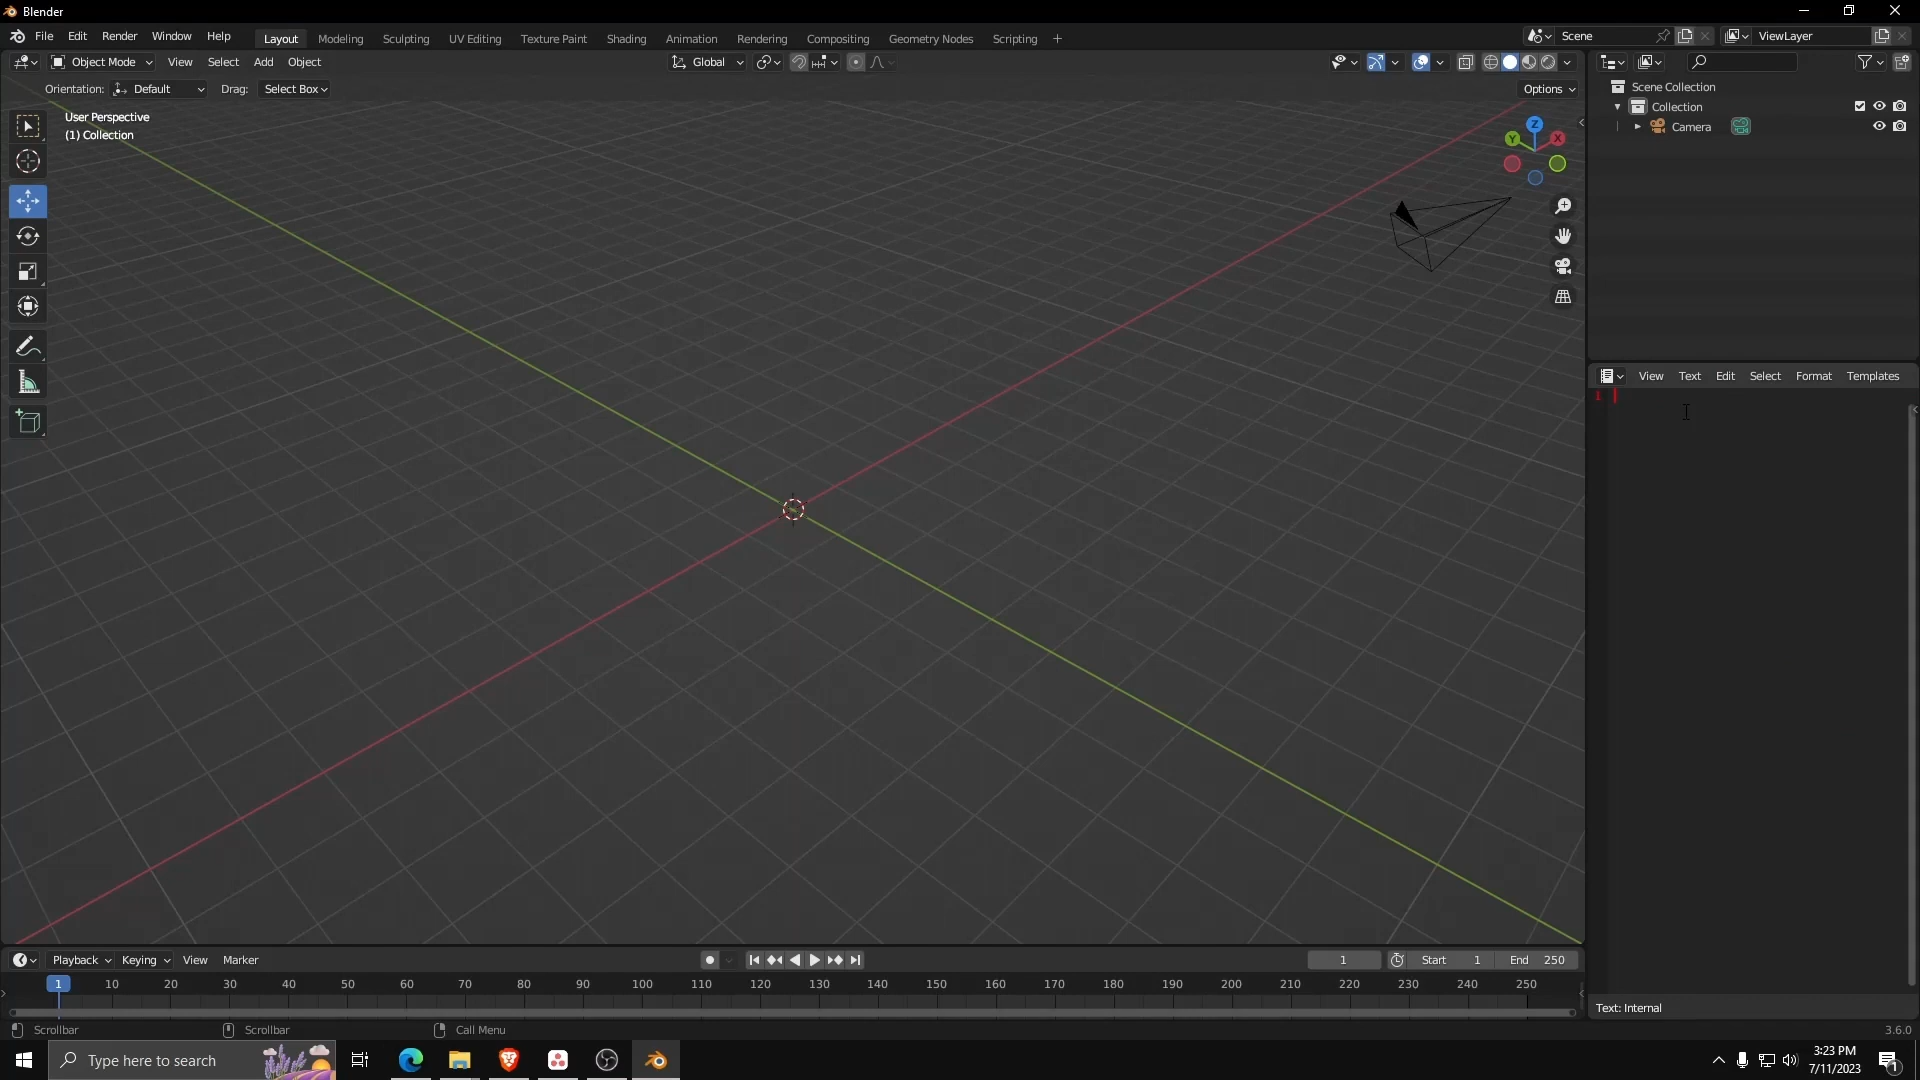 Blender
File Edit Render Window Help Layout Modeling Sculpting UV Editing Texture Paint Shading Animation Rendering Compositing Geometry Nodes Scripting + Scene ViewLayer
Object Mode View Select Add Object Global
Orientation: Default Drag: Select Box Options
User Perspective
(1) Collection
Z
Y X
Scene Collection
Collection
Camera
View Text Edit Select Format Templates
1
Playback Keying View Marker 1 Start 1 End 250
1 10 20 30 40 50 60 70 80 90 100 110 120 130 140 150 160 170 180 190 200 210 220 230 240 250
Text: Internal
Scrollbar Scrollbar Call Menu 3.6.0
Type here to search
3:23 PM
7/11/2023
1